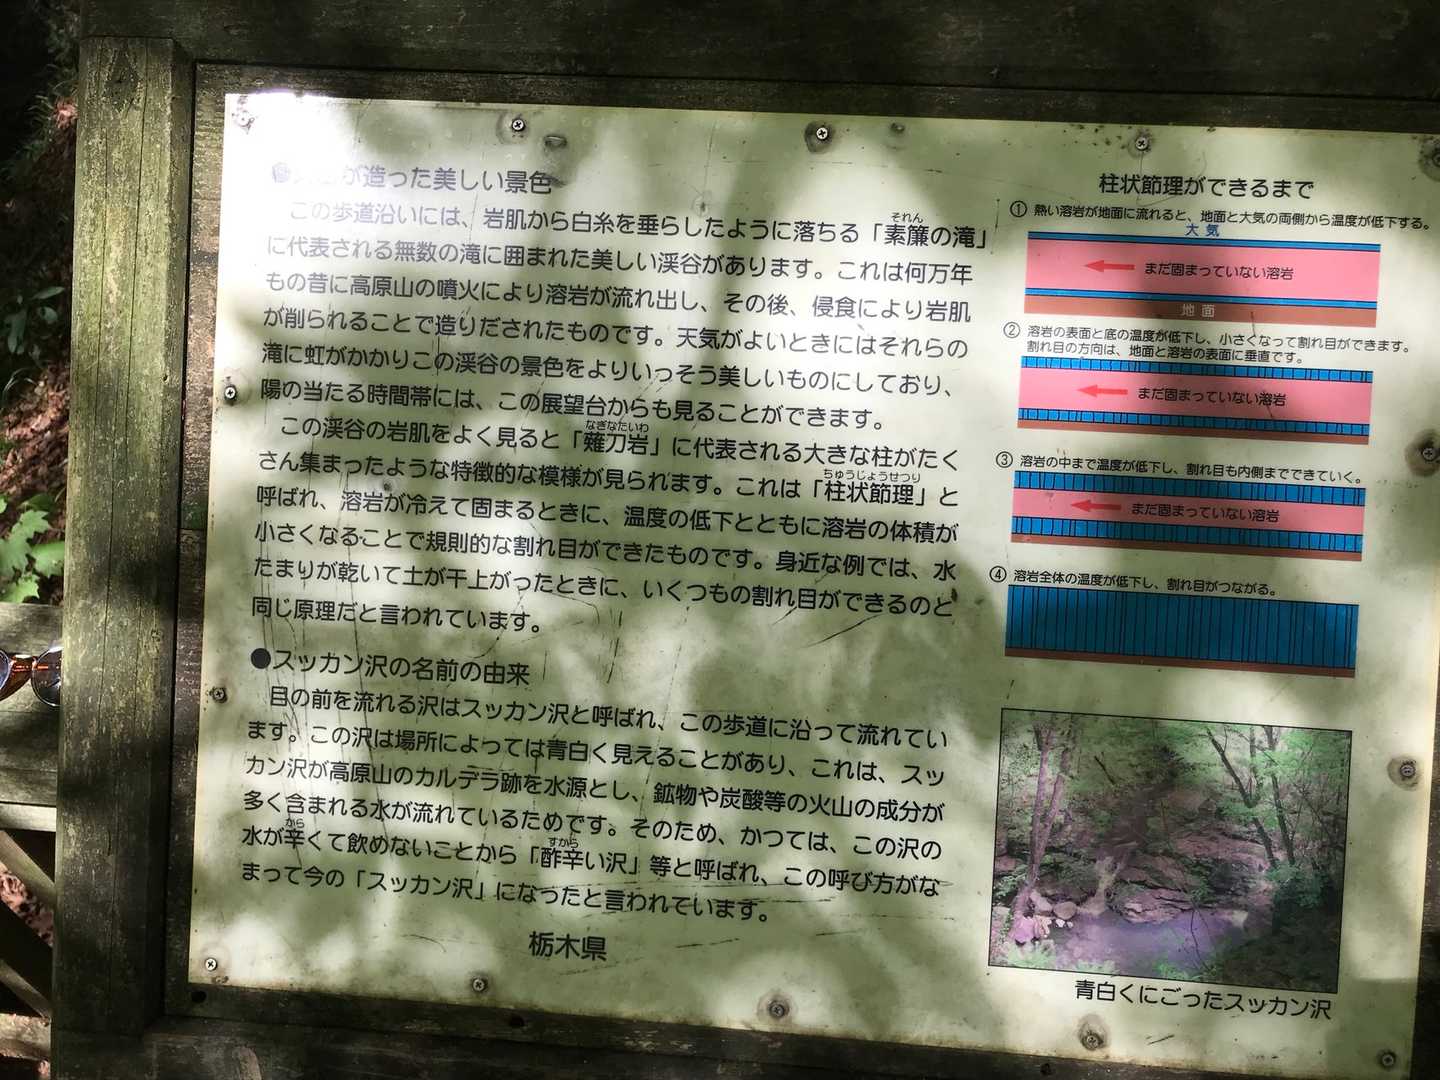 が造った美しい景色
この歩道沿いには、岩肌から白糸を垂らしたように落ちる「素簾の滝」
それん
に代表される無数の滝に囲まれた美しい渓谷があります。これは何万年
もの昔に高原山の噴火により溶岩が流れ出し、その後、侵食により岩肌
が削られることで造りだされたものです。天気がよいときにはそれらの
滝に虹がかかりこの渓谷の景色をよりいっそう美しいものにしており、
陽の当たる時間帯には、この展望台からも見ることができます。
この渓谷の岩肌をよく見ると「薙刀岩」に代表される大きな柱がたく
なぎなたいわ
さん集まったような特徴的な模様が見られます。これは「柱状節理」と
ちゅうじょうせつり
呼ばれ、溶岩が冷えて固まるときに、温度の低下とともに溶岩の体積が
小さくなることで規則的な割れ目ができたものです。身近な例では、水
たまりが乾いて土が干上がったときに、いくつもの割れ目ができるのと
同じ原理だと言われています。
●スッカン沢の名前の由来
目の前を流れる沢はスッカン沢と呼ばれ、この歩道に沿って流れてい
ます。この沢は場所によっては青白く見えることがあり、これは、スッ
カン沢が高原山のカルデラ跡を水源とし、鉱物や炭酸等の火山の成分が
多く含まれる水が流れているためです。そのため、かつては、この沢の
水が辛くて飲めないことから「酢辛い沢」等と呼ばれ、この呼び方がな
から
すから
まって今の「スッカン沢」になったと言われています。
栃木県
柱状節理ができるまで
① 熱い溶岩が地面に流れると、地面と大気の両側から温度が低下する。
大気
まだ固まっていない溶岩
地面
② 溶岩の表面と底の温度が低下し、小さくなって割れ目ができます。
割れ目の方向は、地面と溶岩の表面に垂直です。
まだ固まっていない溶岩
③ 溶岩の中まで温度が低下し、割れ目も内側までできていく。
まだ固まっていない溶岩
④ 溶岩全体の温度が低下し、割れ目がつながる。
青白くにごったスッカン沢